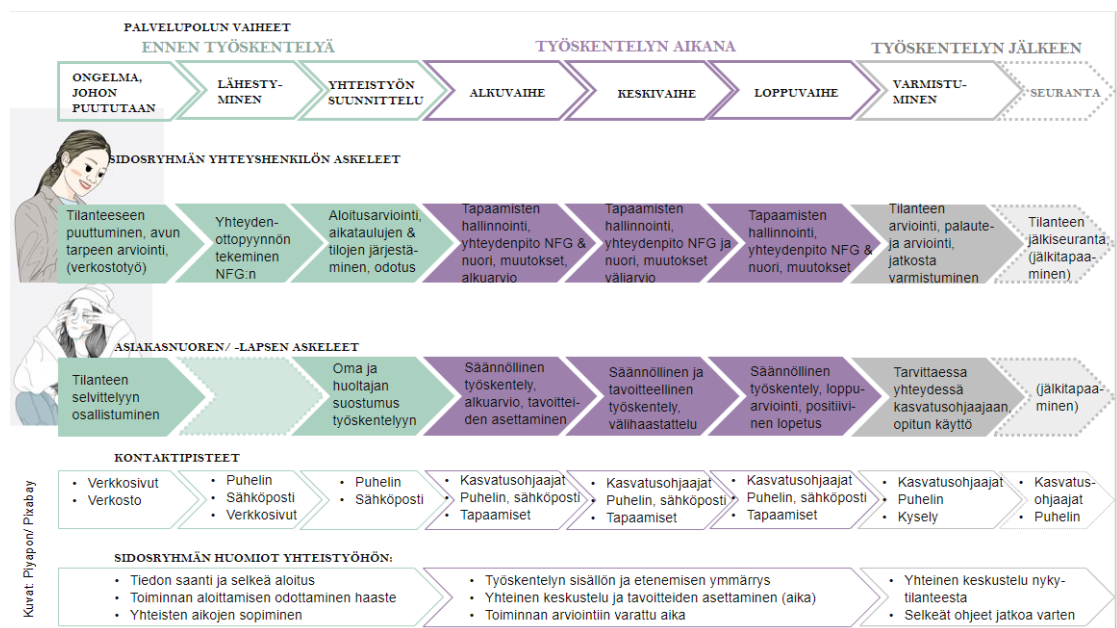 PALVELUPOLUN VAIHEET
ENNEN TYÖSKENTELYÄ
TYÖSKENTELYN AIKANA
TYÖSKENTELYN JÄLKEEN
ONGELMA,
JOHON
PUUTUTAAN
LÄHESTY-
MINEN
YHTEISTYÖN
SUUNNITTELU
ALKUVAIHE
KESKIVAIHE
LOPPUVAIHE
VARMISTU-
MINEN
SEURANTA
SIDOSRYHMÄN YHTEYSHENKILÖN ASKELEET
Tilanteeseen
puuttuminen, avun
tarpeen arviointi,
(verkostotyö)
Yhteyden-
ottopyynnön
tekeminen
NFG:n
Aloitusarviointi,
aikataulujen &
tilojen järjestä-
minen, odotus
Tapaamisten
hallinnointi,
yhteydenpito NFG &
nuori, muutokset,
alkuarvio
Tapaamisten
hallinnointi,
yhteydenpito NFG ja
nuori, muutokset
väliarvio
Tapaamisten
hallinnointi,
yhteydenpito NFG &
nuori, muutokset
Tilanteen
arviointi, palaute-
ja arviointi,
jatkosta
varmistuminen
Tilanteen
jälkiseuranta,
(jälkitapaa-
minen)
ASIAKASNUOREN/ -LAPSEN ASKELEET
Tilanteen
selvittelyyn
osallistuminen
Oma ja
huoltajan
suostumus
työskentelyyn
Säännöllinen
työskentely,
alkuarvio, tavoittei-
den asettaminen
Säännöllinen ja
tavoitteellinen
työskentely,
välihaastattelu
Säännöllinen
työskentely, loppu-
arviointi, positiivi-
nen lopetus
Tarvittaessa
yhteydessä
kasvatusohjaajaan,
opitun käyttö
(jälkitapaa-
minen)
KONTAKTIPISTEET
• Verkkosivut
• Verkosto
• Puhelin
• Sähköposti
• Verkkosivut
• Puhelin
• Sähköposti
• Kasvatusohjaajat
• Puhelin, sähköposti
• Tapaamiset
• Kasvatusohjaajat
• Puhelin, sähköposti
• Tapaamiset
• Kasvatusohjaajat
• Puhelin, sähköposti
• Tapaamiset
• Kasvatusohjaajat
• Puhelin
• Kysely
• Kasvatus-
ohjaajat
• Puhelin
SIDOSRYHMÄN HUOMIOT YHTEISTYÖHÖN:
• Tiedon saanti ja selkeä aloitus
• Toiminnan aloittamisen odottaminen haaste
• Yhteisten aikojen sopiminen
• Työskentelyn sisällön ja etenemisen ymmärrys
• Yhteinen keskustelu ja tavoitteiden asettaminen (aika)
• Toiminnan arviointiin varattu aika
• Yhteinen keskustelu nyky-
tilanteesta
• Selkeät ohjeet jatkoa varten
Kuvat: Piyapon/ Pixabay